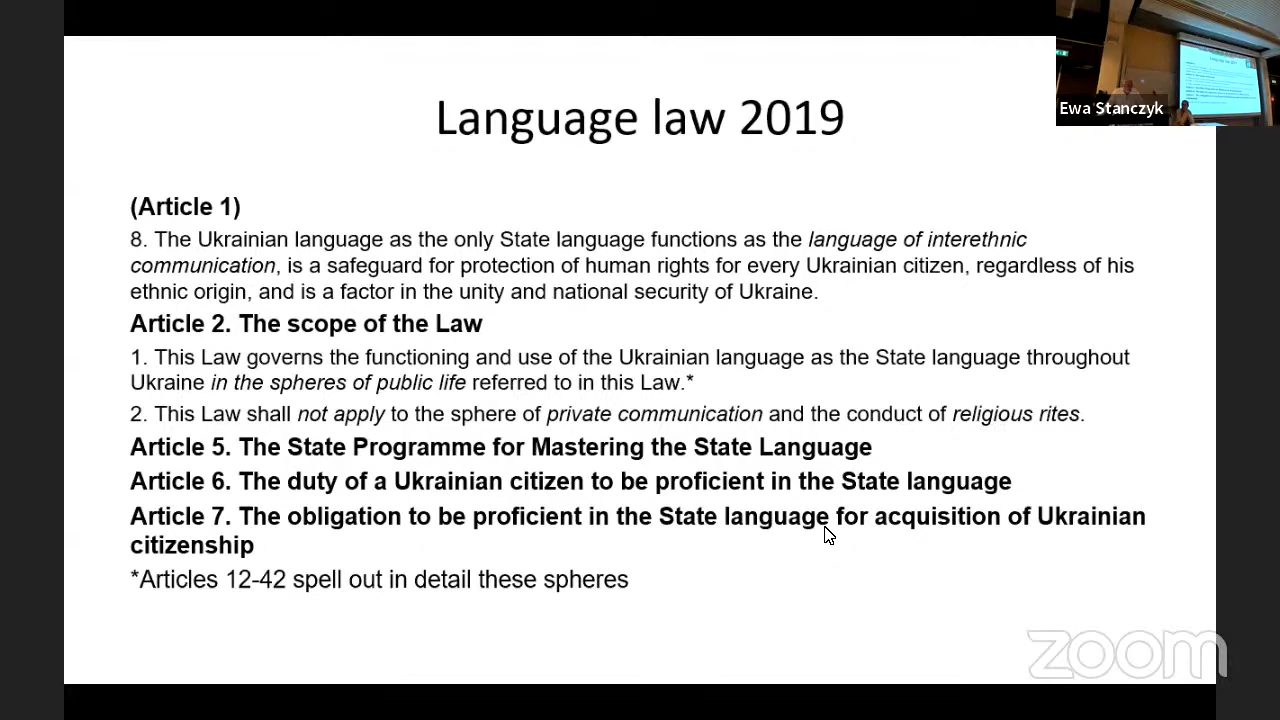 Language law 2019
Ewa Stanczyk
(Article 1)
8. The Ukrainian language as the only State language functions as the language of interethnic
communication, is a safeguard for protection of human rights for every Ukrainian citizen, regardless of his
ethnic origin, and is a factor in the unity and national security of Ukraine.
Article 2. The scope of the Law
1. This Law governs the functioning and use of the Ukrainian language as the State language throughout
Ukraine in the spheres of public life referred to in this Law.*
2. This Law shall not apply to the sphere of private communication and the conduct of religious rites.
Article 5. The State Programme for Mastering the State Language
Article 6. The duty of a Ukrainian citizen to be proficient in the State language
Article 7. The obligation to be proficient in the State language for acquisition of Ukrainian
citizenship
*Articles 12-42 spell out in detail these spheres
zoom